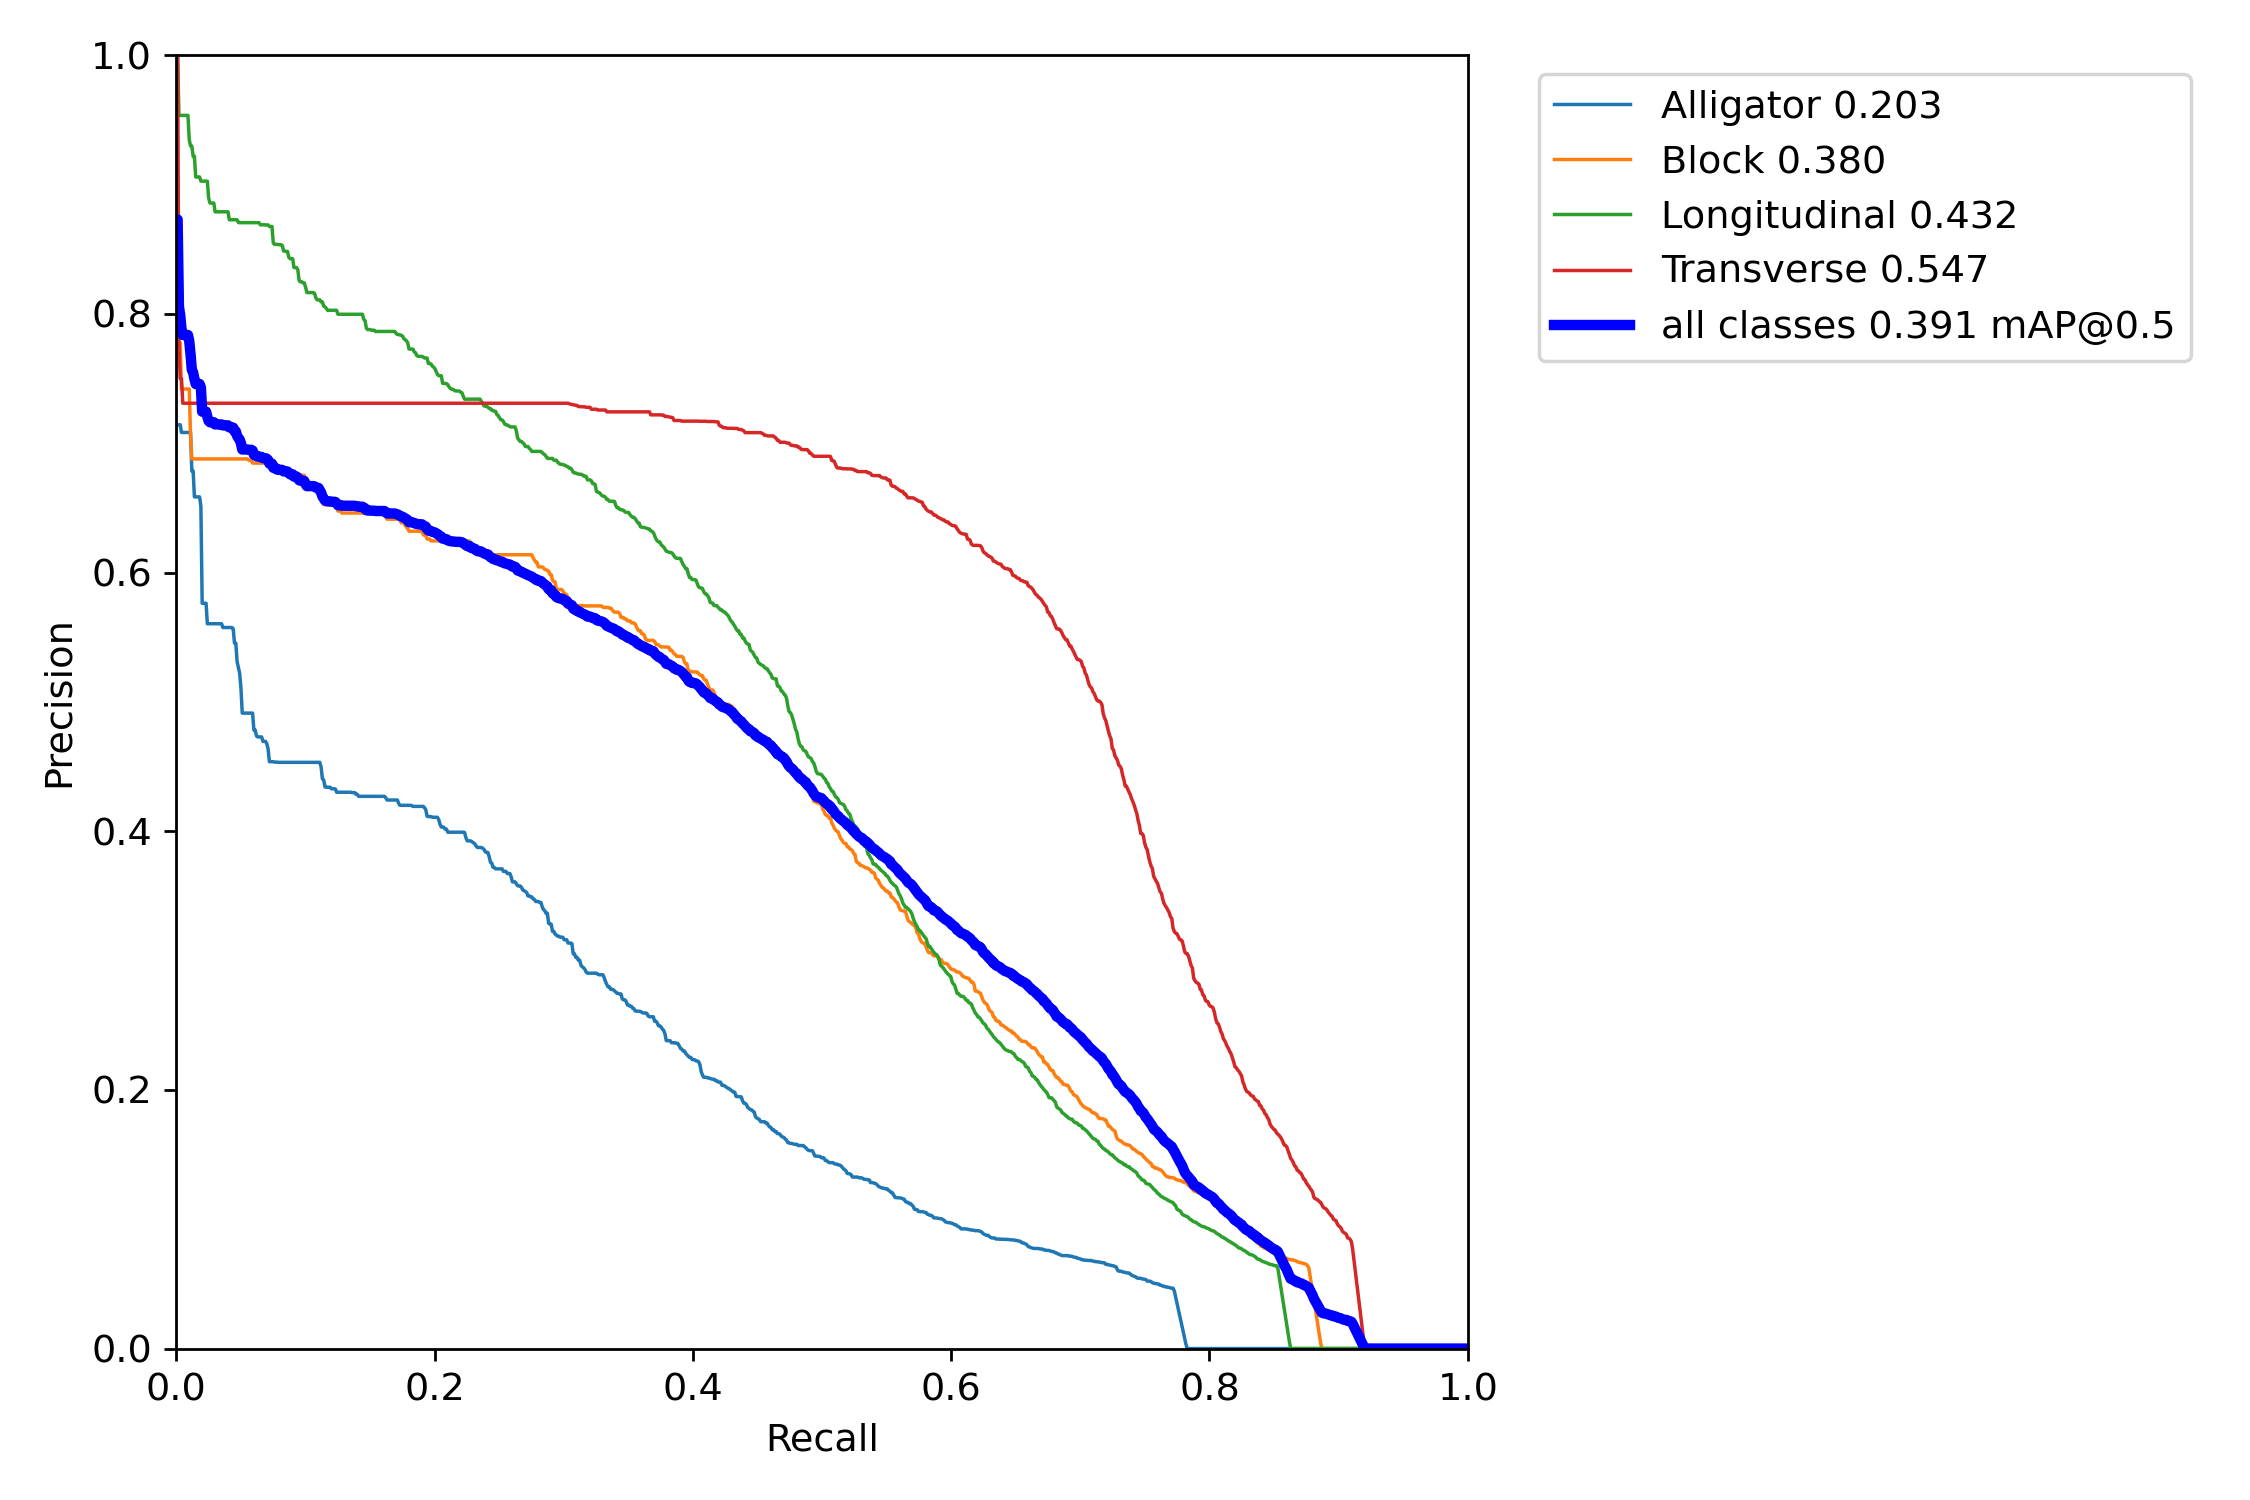 1.0
0.8
0.6
0.4
0.2
0.0
Precision
0.0 0.2 0.4 0.6 0.8 1.0
Recall
Alligator 0.203
Block 0.380
Longitudinal 0.432
Transverse 0.547
all classes 0.391 mAP@0.5